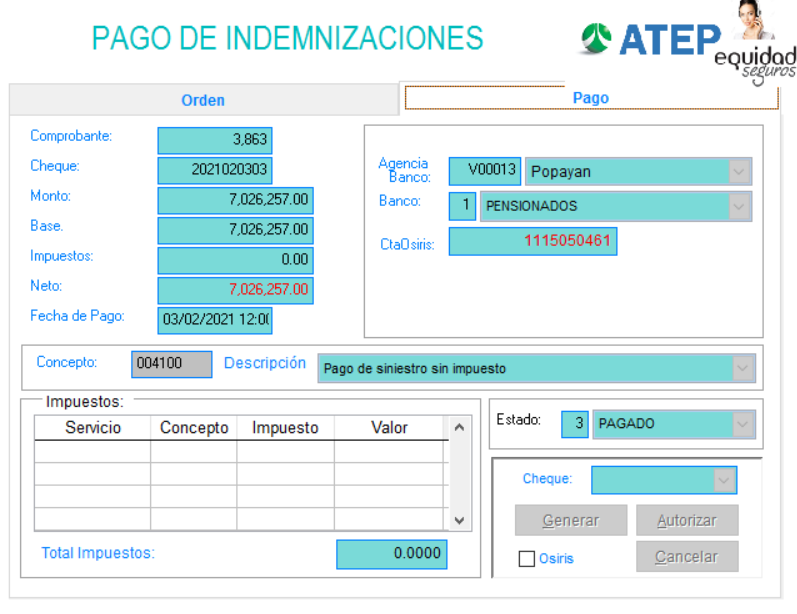 PAGO DE INDEMNIZACIONES
ATEP
equidad
seguros
Orden
Pago
Comprobante: 3,863
Cheque: 2021020303
Monto: 7,026,257.00
Base. 7,026,257.00
Impuestos: 0.00
Neto: 7,026,257.00
Fecha de Pago: 03/02/2021 12:0
Agencia
Banco: V00013 Popayan
Banco: 1 PENSIONADOS
CtaOsiris: 1115050461
Concepto: 004100 Descripción Pago de siniestro sin impuesto
Impuestos:
Servicio Concepto Impuesto Valor
Total Impuestos: 0.0000
Estado: 3 PAGADO
Cheque:
Generar Autorizar
Osiris Cancelar